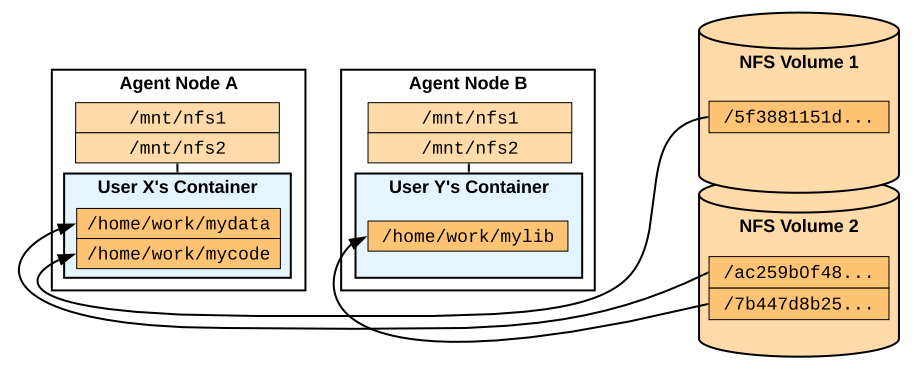 Agent Node A
/mnt/nfs1
/mnt/nfs2
User X's Container
/home/work/mydata
/home/work/mycode
Agent Node B
/mnt/nfs1
/mnt/nfs2
User Y's Container
/home/work/mylib
NFS Volume 1
/5f3881151d...
NFS Volume 2
/ac259b0f48...
/7b447d8b25...